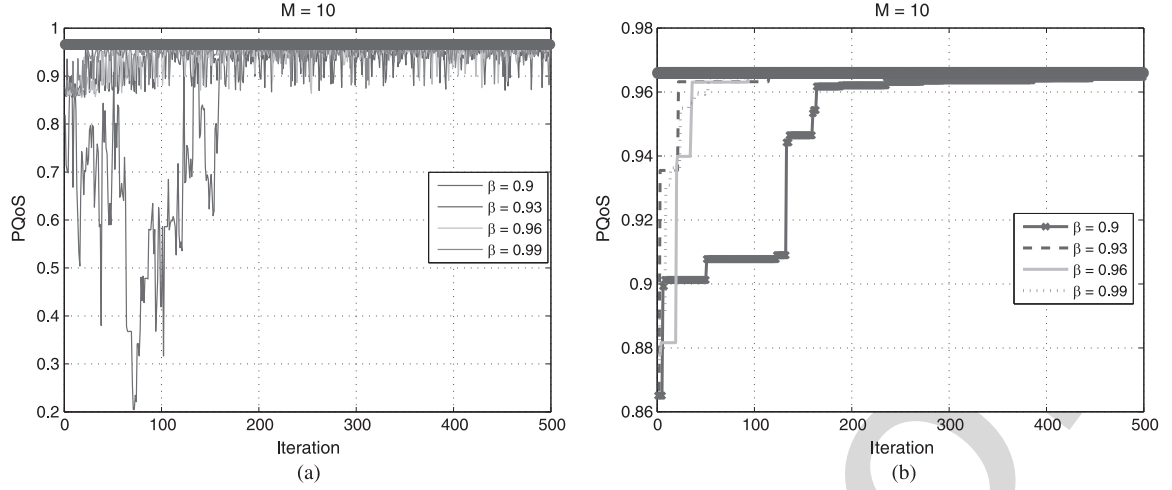 M = 10
PQoS
1
0.9
0.8
0.7
0.6
0.5
0.4
0.3
0.2
β = 0.9
β = 0.93
β = 0.96
β = 0.99
0 100 200 300 400 500
Iteration
(a)
M = 10
PQoS
0.98
0.96
0.94
0.92
0.9
0.88
0.86
β = 0.9
β = 0.93
β = 0.96
β = 0.99
0 100 200 300 400 500
Iteration
(b)